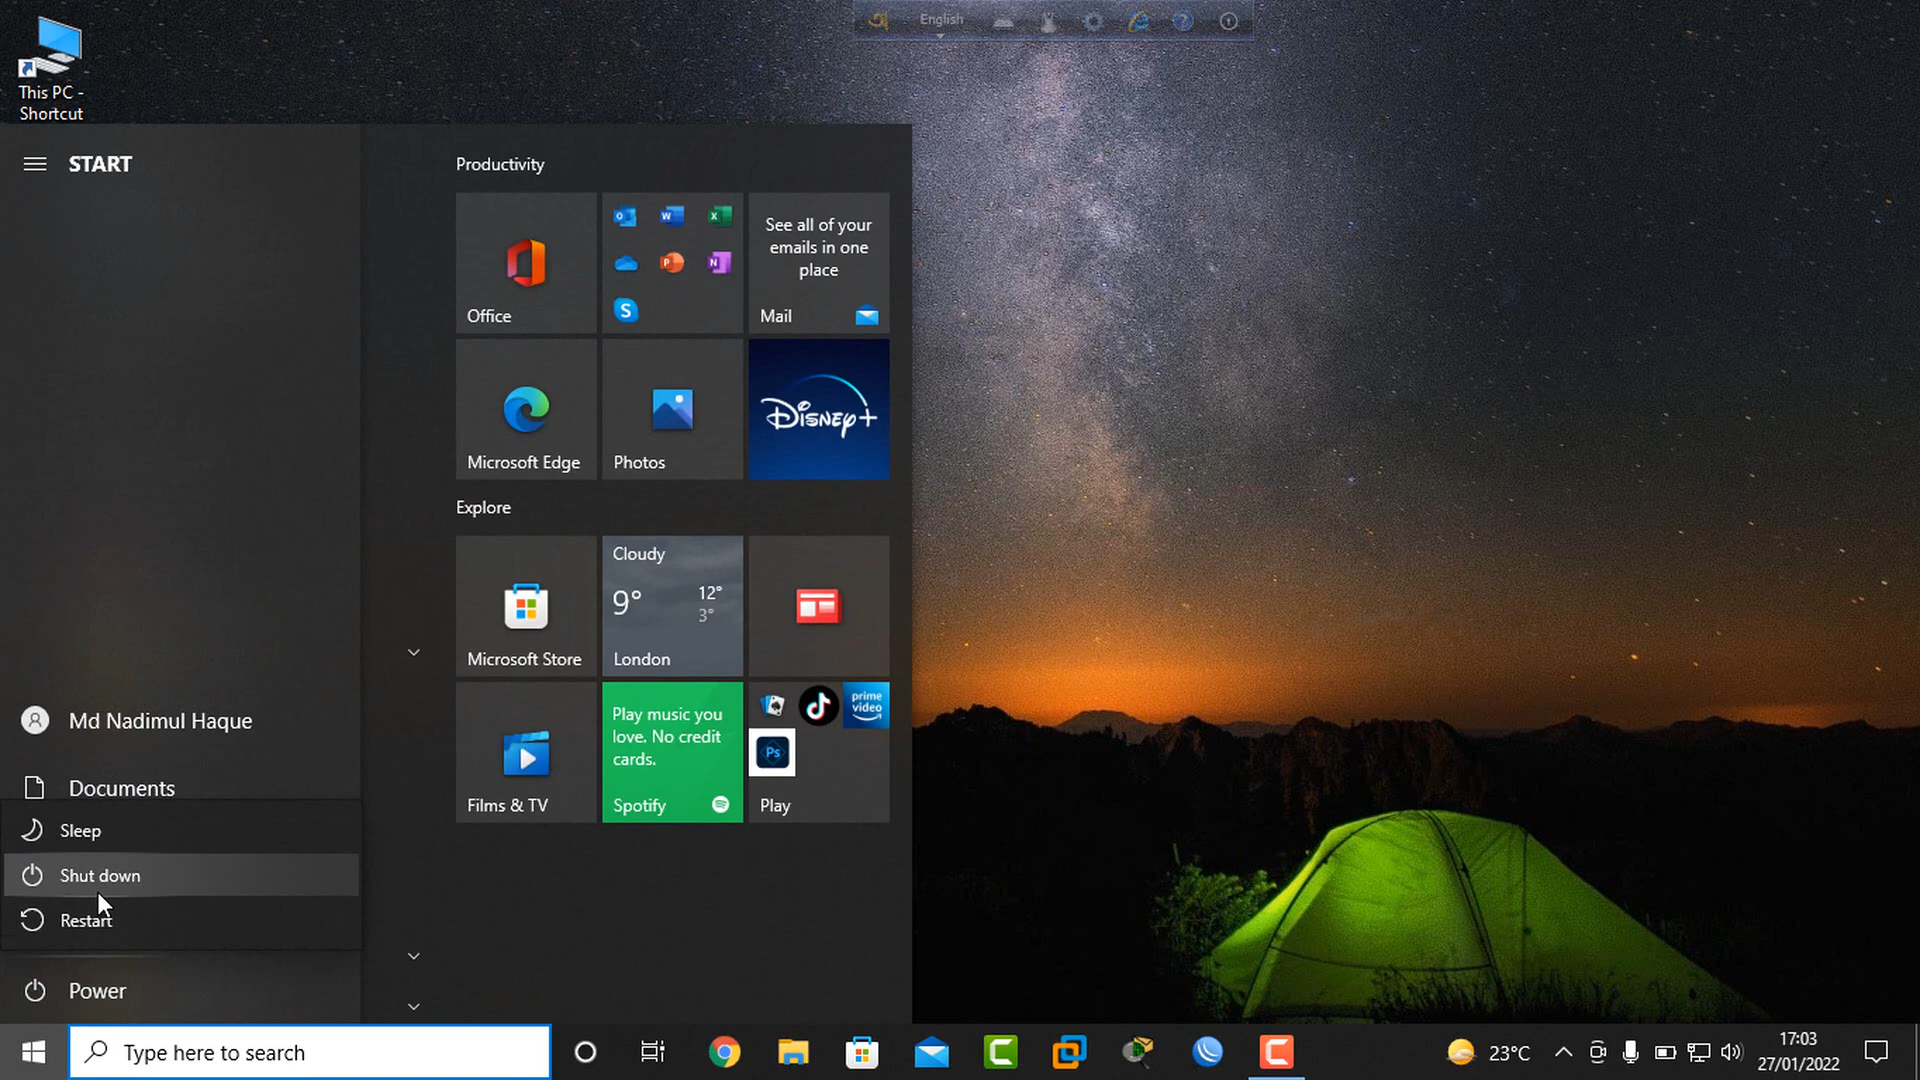 English
This PC -
Shortcut
START
Productivity
Office
See all of your
emails in one
place
Mail
Microsoft Edge
Photos
Disney+
Explore
Microsoft Store
Cloudy
9°
12°
3°
London
Films & TV
Play music you
love. No credit
cards.
Spotify
prime
video
Ps
Play
Md Nadimul Haque
Documents
Sleep
Shut down
Restart
Power
Type here to search
23°C
17:03
27/01/2022